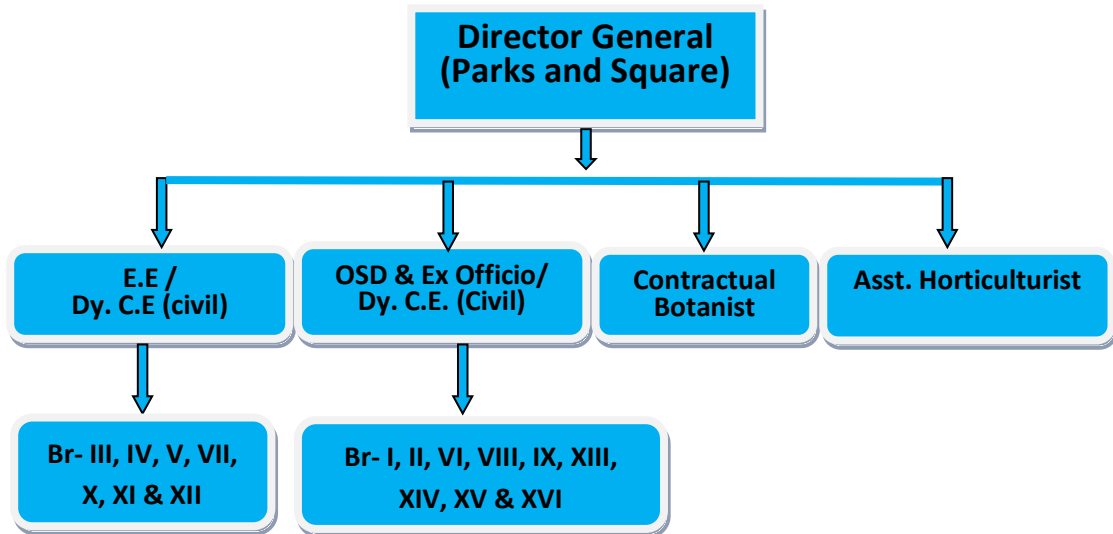 Director General
(Parks and Square)
E.E /
Dy. C.E (civil)
OSD & Ex Officio/
Dy. C.E. (Civil)
Contractual
Botanist
Asst. Horticulturist
Br- III, IV, V, VII,
X, XI & XII
Br- I, II, VI, VIII, IX, XIII,
XIV, XV & XVI